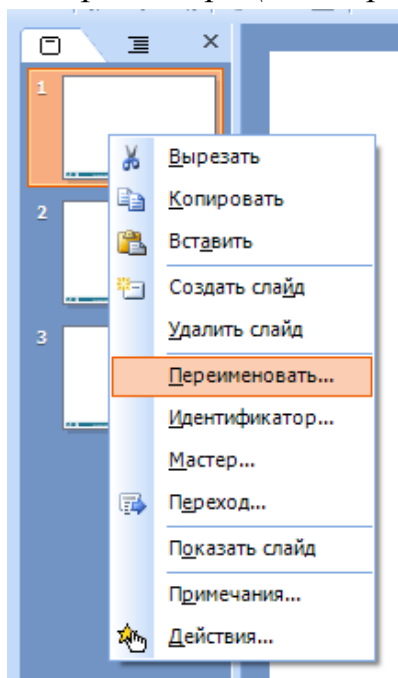 1
Вырезать
Копировать
2
Вставить
Создать слайд
Удалить слайд
3
Переименовать...
Идентификатор...
Мастер...
Переход...
Показать слайд
Примечания...
Действия...